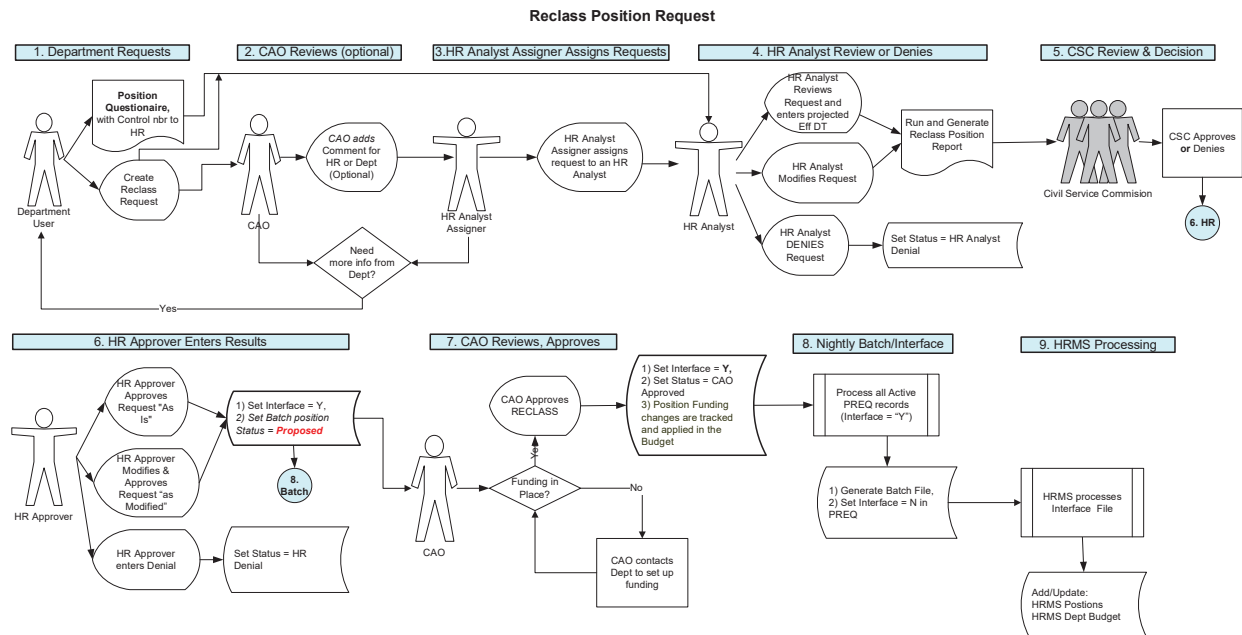 Reclass Position Request
1. Department Requests
2. CAO Reviews (optional)
3.HR Analyst Assigner Assigns Requests
4. HR Analyst Review or Denies
5. CSC Review & Decision
Position
Questionaire,
with Control nbr to
HR
Create
Reclass
Request
Department
User
CAO adds
Comment for
HR or Dept
(Optional)
CAO
HR Analyst
Assigner
HR Analyst
Assigner assigns
request to an HR
Analyst
Need
more info from
Dept?
Yes
HR Analyst
HR Analyst
Reviews
Request and
enters projected
Eff DT
HR Analyst
Modifies Request
HR Analyst
DENIES
Request
Run and Generate
Reclass Position
Report
Set Status = HR Analyst
Denial
Civil Service Commision
CSC Approves
or Denies
6. HR
6. HR Approver Enters Results
7. CAO Reviews, Approves
8. Nightly Batch/Interface
9. HRMS Processing
HR Approver
HR Approver
Approves
Request "As
Is"
HR Approver
Modifies &
Approves
Request “as
Modified”
HR Approver
enters Denial
1) Set Interface = Y,
2) Set Batch position
Status = Proposed
8.
Batch
Set Status = HR
Denial
CAO
CAO Approves
RECLASS
Ye
Funding in
Place?
No
CAO contacts
Dept to set up
funding
1) Set Interface = Y,
2) Set Status = CAO
Approved
3) Position Funding
changes are tracked
and applied in the
Budget
Process all Active
PREQ records
(Interface = “Y”)
1) Generate Batch File,
2) Set Interface = N in
PREQ
HRMS processes
Interface File
Add/Update:
HRMS Postions
HRMS Dept Budget